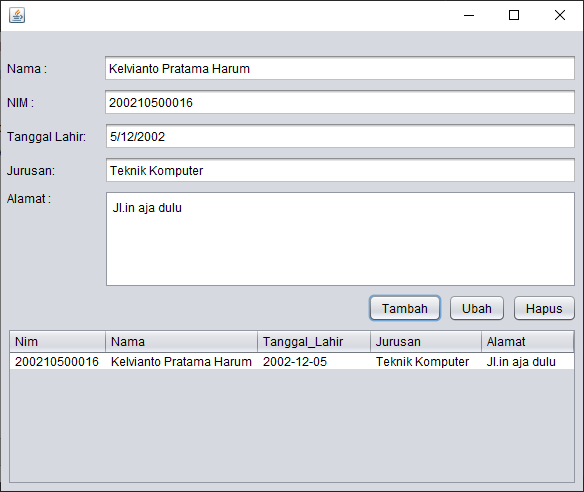 Nama : Kelvianto Pratama Harum
NIM : 200210500016
Tanggal Lahir: 5/12/2002
Jurusan: Teknik Komputer
Alamat : Jl.in aja dulu
Tambah Ubah Hapus
Nim Nama Tanggal_Lahir Jurusan Alamat
200210500016 Kelvianto Pratama Harum 2002-12-05 Teknik Komputer Jl.in aja dulu